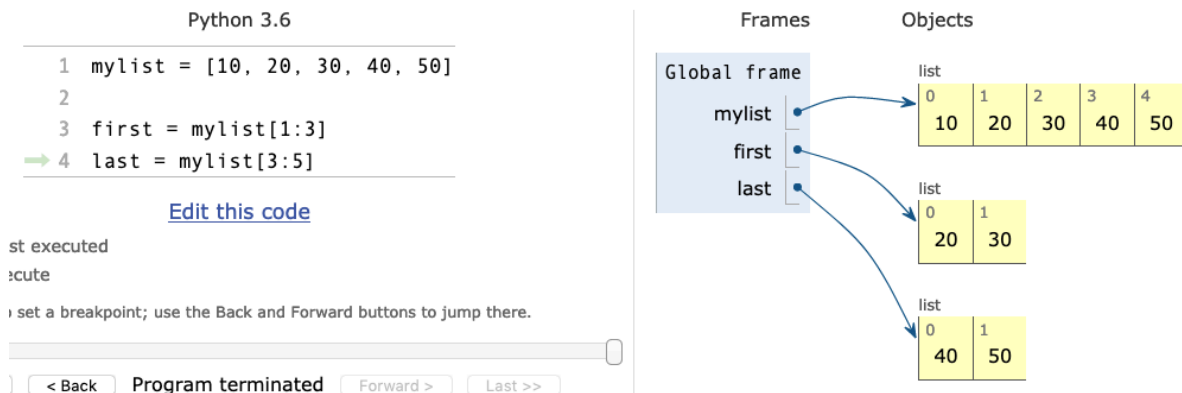 Python 3.6
1 mylist = [10, 20, 30, 40, 50]
2
3 first = mylist[1:3]
4 last = mylist[3:5]
Edit this code
st executed
ecute
set a breakpoint; use the Back and Forward buttons to jump there.
< Back Program terminated Forward > Last >>
Frames Objects
Global frame
mylist
first
last
list
0 1 2 3 4
10 20 30 40 50
list
0 1
20 30
list
0 1
40 50